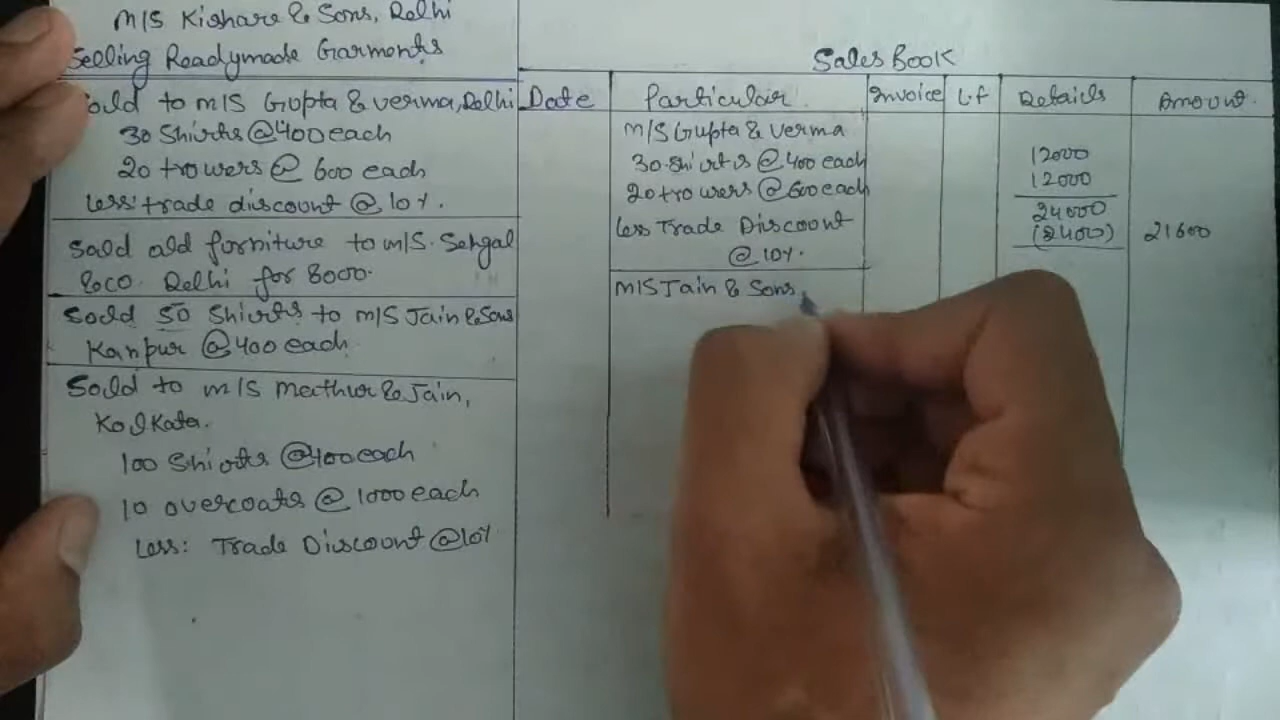 M/S Kishore & Sons, Delhi
Selling Readymade Garments
Sold to M/S Gupta & verma, Delhi
30 Shirts @ 400 each
20 trowers @ 600 each
Less: trade discount @ 10%.
Sold old forniture to M/S. Sehgal
& co. Delhi for 8000.
Sold 50 Shirts to M/S Jain & Sons
Kanpur @ 400 each.
Sold to M/S Mathur & Jain,
Kolkata.
100 Shirts @ 400 each
10 overcoats @ 1000 each
Less: Trade Discount @ 10%
Sales Book
Date Particular Invoice L.f Details Amount
M/S Gupta & verma
30 Shirts @ 400 each 12000
20 trowers @ 600 each 12000
24000
Less Trade Discount (2400) 21600
@ 10%.
M/S Jain & Sons,